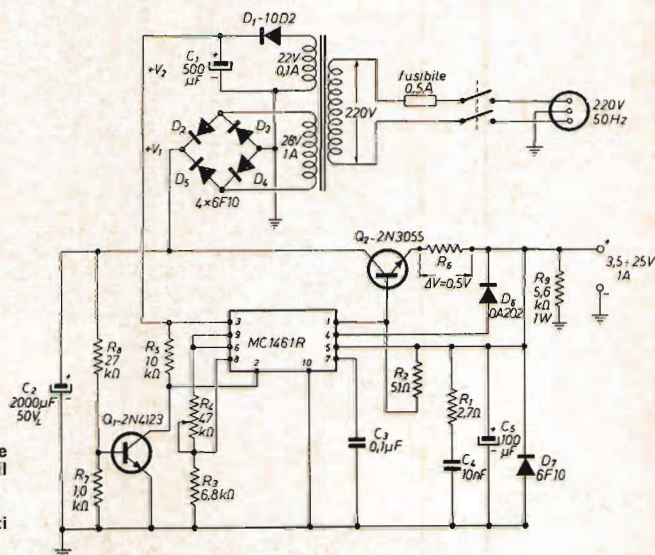 D1-10D2
C1
500
µF
+V2
22V
0,1A
220V
fusibile
0,5A
220V
50Hz
D2
D3
+V1
D5
D4
28V
1A
4×6F10
Q2-2N3055
R6
ΔV=0,5V
+
3,5÷25V
1A
-
R9
5,6
kΩ
1W
D6
0A202
MC1461R
3
9
6
8
2
10
1
4
5
7
R8
27
kΩ
R5
10
kΩ
C2
2000µF
50VL
Q1-2N4123
R4
47
kΩ
R7
1,0
kΩ
R3
6,8kΩ
C3
0,1µF
R2
51Ω
R1
2,7Ω
C4
10nF
C5
100
µF
D7
6F10
e
il
ci